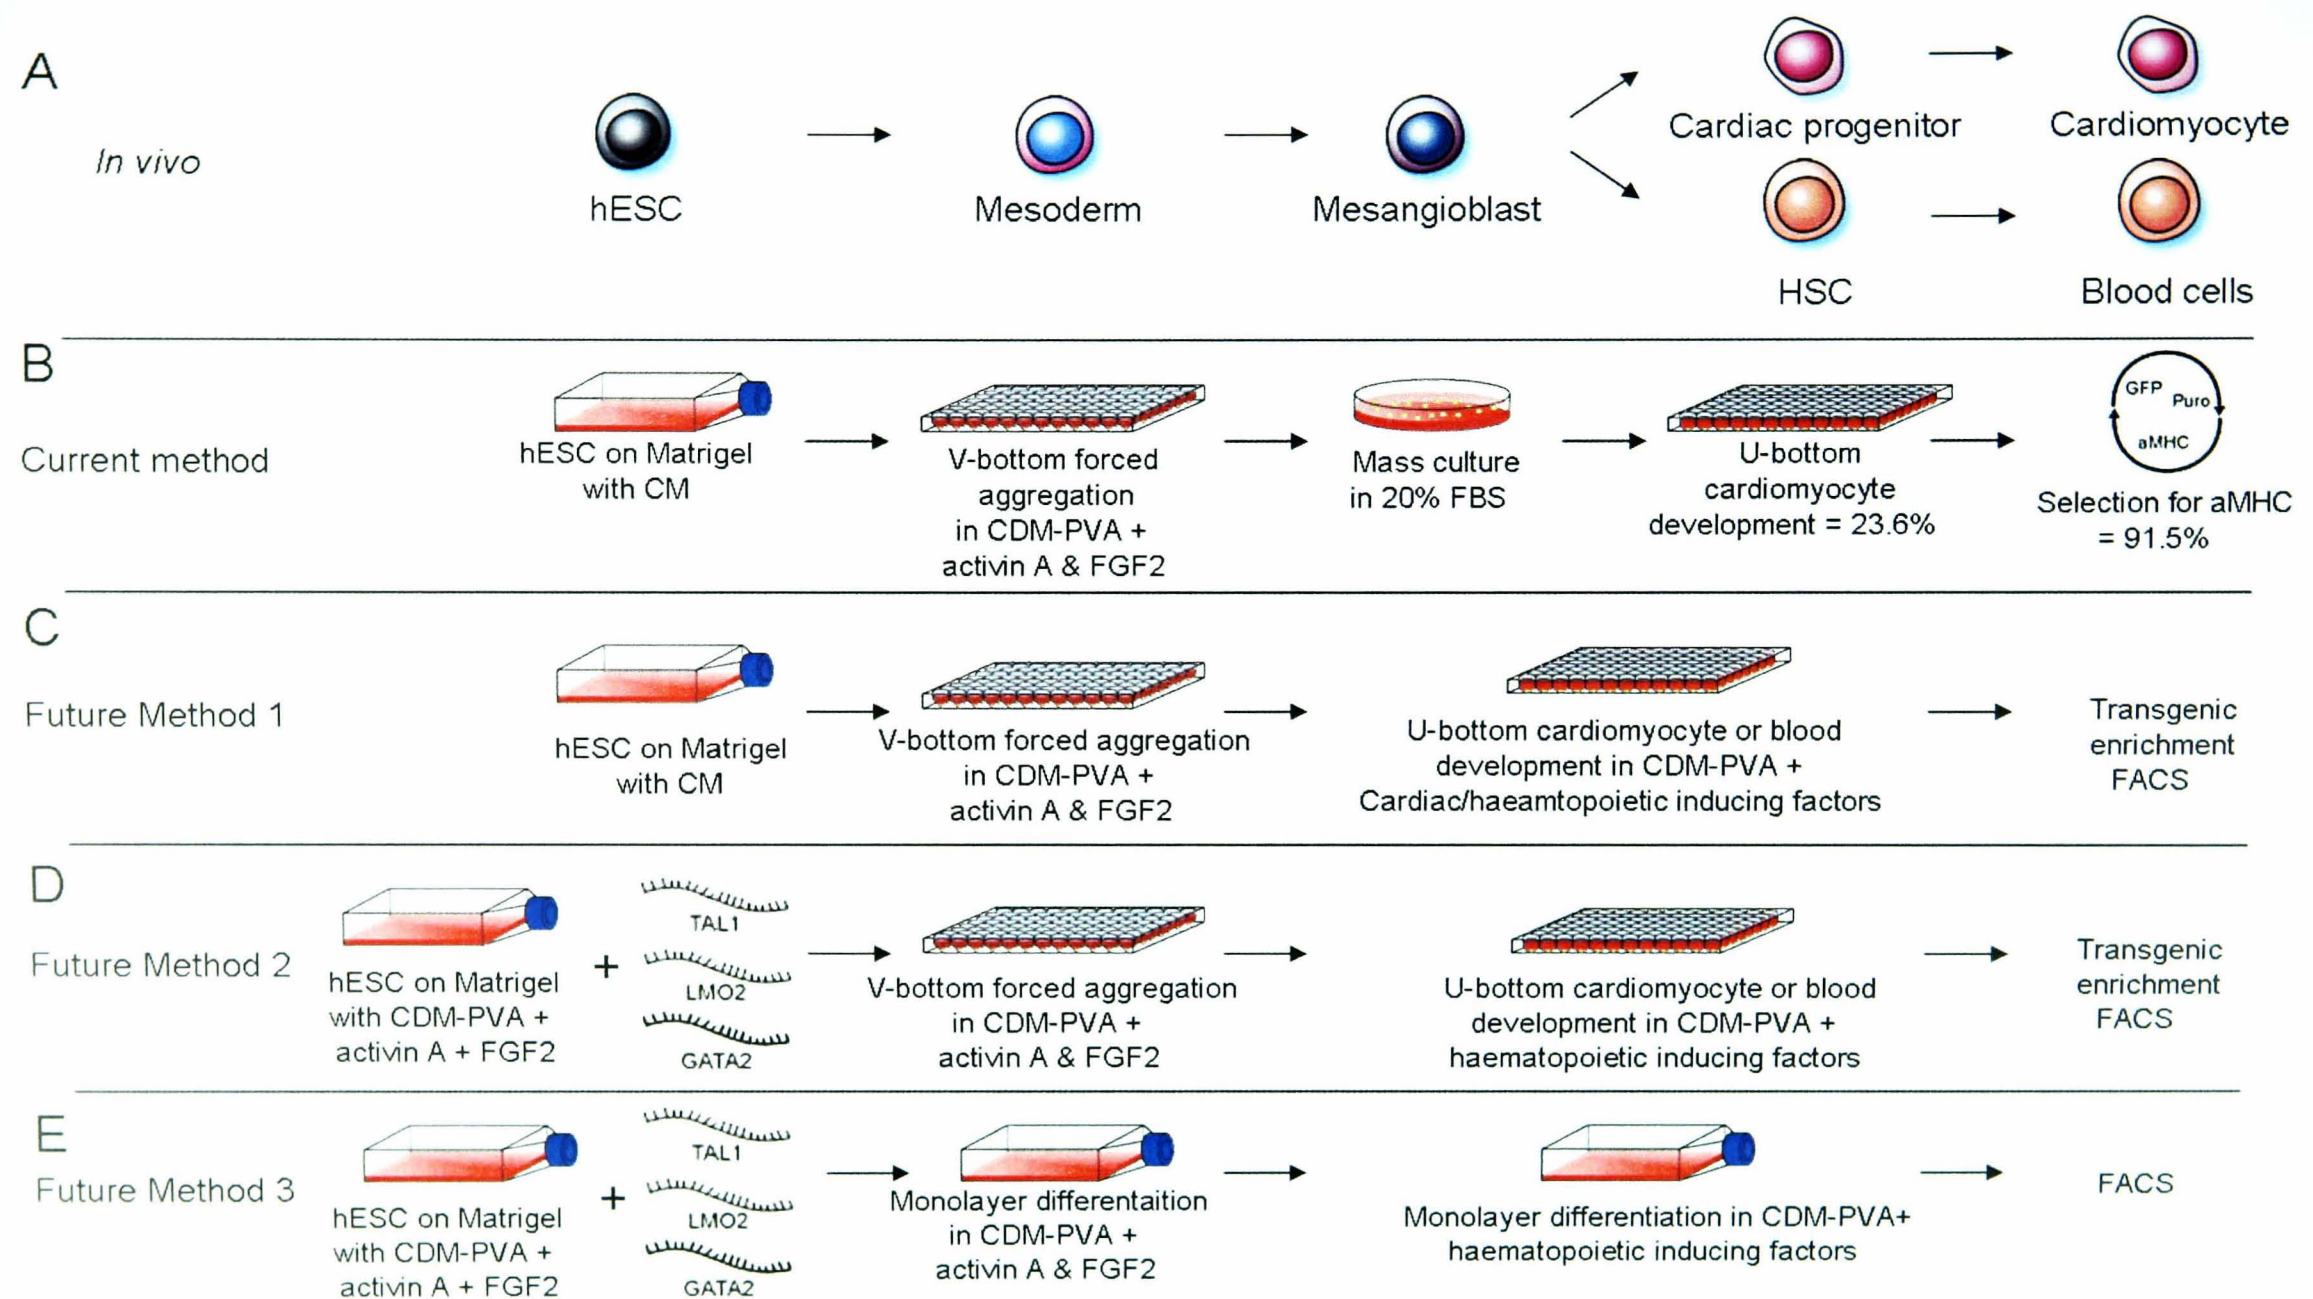 A
In vivo
hESC
Mesoderm
Mesangioblast
Cardiac progenitor
Cardiomyocyte
HSC
Blood cells
B
Current method
hESC on Matrigel
with CM
V-bottom forced
aggregation
in CDM-PVA +
activin A & FGF2
Mass culture
in 20% FBS
U-bottom
cardiomyocyte
development = 23.6%
GFP
Puro
aMHC
Selection for aMHC
= 91.5%
C
Future Method 1
hESC on Matrigel
with CM
V-bottom forced aggregation
in CDM-PVA +
activin A & FGF2
U-bottom cardiomyocyte or blood
development in CDM-PVA +
Cardiac/haeamtopoietic inducing factors
Transgenic
enrichment
FACS
D
Future Method 2
hESC on Matrigel
with CDM-PVA +
activin A + FGF2
+
TAL1
LMO2
GATA2
V-bottom forced aggregation
in CDM-PVA +
activin A & FGF2
U-bottom cardiomyocyte or blood
development in CDM-PVA +
haematopoietic inducing factors
Transgenic
enrichment
FACS
E
Future Method 3
hESC on Matrigel
with CDM-PVA +
activin A + FGF2
+
TAL1
LMO2
GATA2
Monolayer differentaition
in CDM-PVA +
activin A & FGF2
Monolayer differentiation in CDM-PVA+
haematopoietic inducing factors
FACS